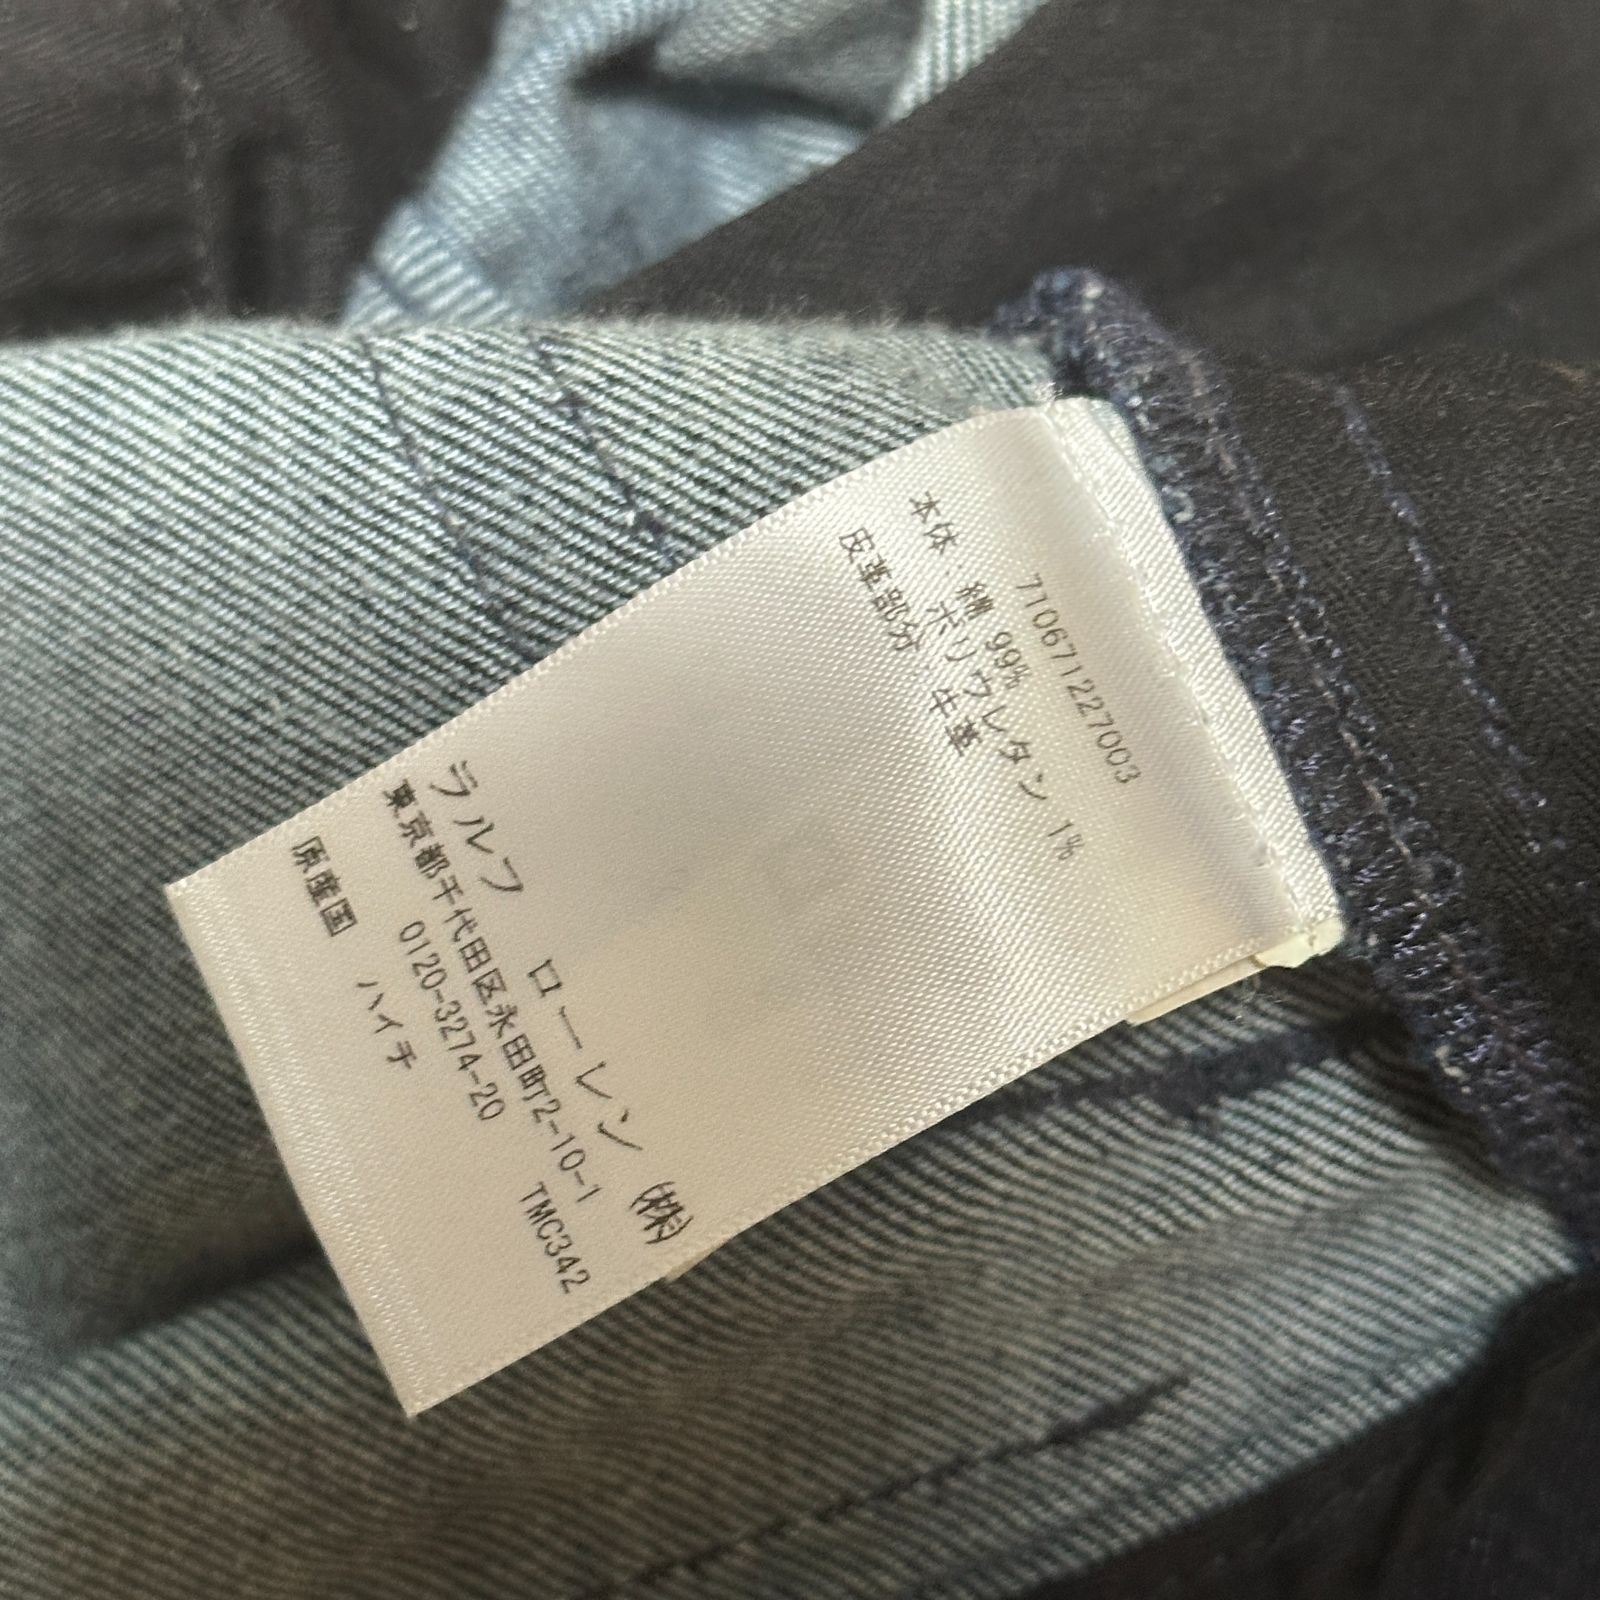 710671227003
本体 綿 99%
ポリウレタン 1%
皮革部分 牛革
ラルフ ローレン (株)
東京都千代田区永田町2-10-1
0120-3274-20 TMC342
原産国 ハイチ